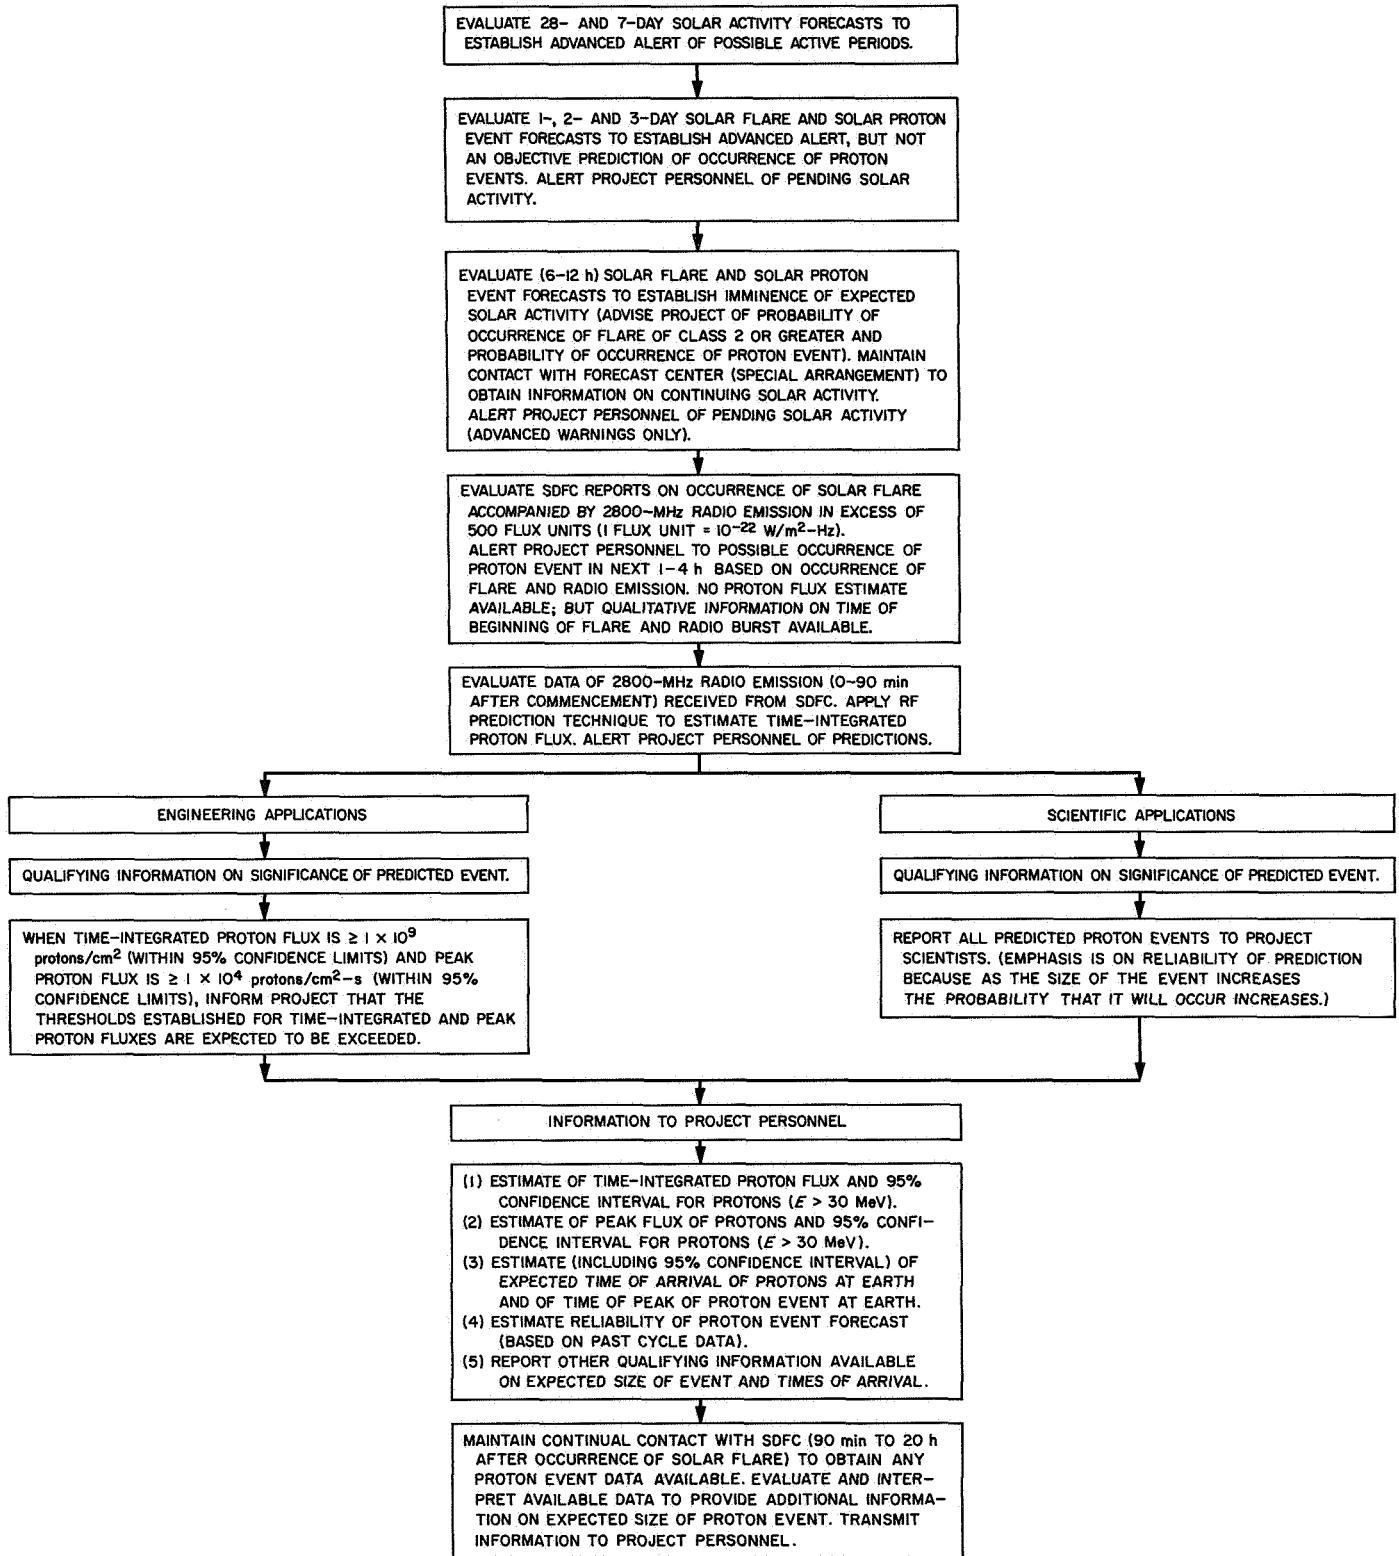 EVALUATE 28- AND 7-DAY SOLAR ACTIVITY FORECASTS TO
ESTABLISH ADVANCED ALERT OF POSSIBLE ACTIVE PERIODS.
EVALUATE 1-, 2- AND 3-DAY SOLAR FLARE AND SOLAR PROTON
EVENT FORECASTS TO ESTABLISH ADVANCED ALERT, BUT NOT
AN OBJECTIVE PREDICTION OF OCCURRENCE OF PROTON
EVENTS. ALERT PROJECT PERSONNEL OF PENDING SOLAR
ACTIVITY.
EVALUATE (6-12 h) SOLAR FLARE AND SOLAR PROTON
EVENT FORECASTS TO ESTABLISH IMMINENCE OF EXPECTED
SOLAR ACTIVITY (ADVISE PROJECT OF PROBABILITY OF
OCCURRENCE OF FLARE OF CLASS 2 OR GREATER AND
PROBABILITY OF OCCURRENCE OF PROTON EVENT). MAINTAIN
CONTACT WITH FORECAST CENTER (SPECIAL ARRANGEMENT) TO
OBTAIN INFORMATION ON CONTINUING SOLAR ACTIVITY.
ALERT PROJECT PERSONNEL OF PENDING SOLAR ACTIVITY
(ADVANCED WARNINGS ONLY).
EVALUATE SDFC REPORTS ON OCCURRENCE OF SOLAR FLARE
ACCOMPANIED BY 2800-MHz RADIO EMISSION IN EXCESS OF
500 FLUX UNITS (1 FLUX UNIT = 10⁻²² W/m²-Hz).
ALERT PROJECT PERSONNEL TO POSSIBLE OCCURRENCE OF
PROTON EVENT IN NEXT 1-4 h BASED ON OCCURRENCE OF
FLARE AND RADIO EMISSION. NO PROTON FLUX ESTIMATE
AVAILABLE; BUT QUALITATIVE INFORMATION ON TIME OF
BEGINNING OF FLARE AND RADIO BURST AVAILABLE.
EVALUATE DATA OF 2800-MHz RADIO EMISSION (0-90 min
AFTER COMMENCEMENT) RECEIVED FROM SDFC. APPLY RF
PREDICTION TECHNIQUE TO ESTIMATE TIME-INTEGRATED
PROTON FLUX. ALERT PROJECT PERSONNEL OF PREDICTIONS.
ENGINEERING APPLICATIONS
QUALIFYING INFORMATION ON SIGNIFICANCE OF PREDICTED EVENT.
WHEN TIME-INTEGRATED PROTON FLUX IS ≥ 1 × 10⁹
protons/cm² (WITHIN 95% CONFIDENCE LIMITS) AND PEAK
PROTON FLUX IS ≥ 1 × 10⁴ protons/cm²-s (WITHIN 95%
CONFIDENCE LIMITS), INFORM PROJECT THAT THE
THRESHOLDS ESTABLISHED FOR TIME-INTEGRATED AND PEAK
PROTON FLUXES ARE EXPECTED TO BE EXCEEDED.
SCIENTIFIC APPLICATIONS
QUALIFYING INFORMATION ON SIGNIFICANCE OF PREDICTED EVENT.
REPORT ALL PREDICTED PROTON EVENTS TO PROJECT
SCIENTISTS. (EMPHASIS IS ON RELIABILITY OF PREDICTION
BECAUSE AS THE SIZE OF THE EVENT INCREASES
THE PROBABILITY THAT IT WILL OCCUR INCREASES.)
INFORMATION TO PROJECT PERSONNEL
(1) ESTIMATE OF TIME-INTEGRATED PROTON FLUX AND 95%
CONFIDENCE INTERVAL FOR PROTONS (E > 30 MeV).
(2) ESTIMATE OF PEAK FLUX OF PROTONS AND 95% CONFI-
DENCE INTERVAL FOR PROTONS (E > 30 MeV).
(3) ESTIMATE (INCLUDING 95% CONFIDENCE INTERVAL) OF
EXPECTED TIME OF ARRIVAL OF PROTONS AT EARTH
AND OF TIME OF PEAK OF PROTON EVENT AT EARTH.
(4) ESTIMATE RELIABILITY OF PROTON EVENT FORECAST
(BASED ON PAST CYCLE DATA).
(5) REPORT OTHER QUALIFYING INFORMATION AVAILABLE
ON EXPECTED SIZE OF EVENT AND TIMES OF ARRIVAL.
MAINTAIN CONTINUAL CONTACT WITH SDFC (90 min TO 20 h
AFTER OCCURRENCE OF SOLAR FLARE) TO OBTAIN ANY
PROTON EVENT DATA AVAILABLE. EVALUATE AND INTER-
PRET AVAILABLE DATA TO PROVIDE ADDITIONAL INFORMA-
TION ON EXPECTED SIZE OF PROTON EVENT. TRANSMIT
INFORMATION TO PROJECT PERSONNEL.